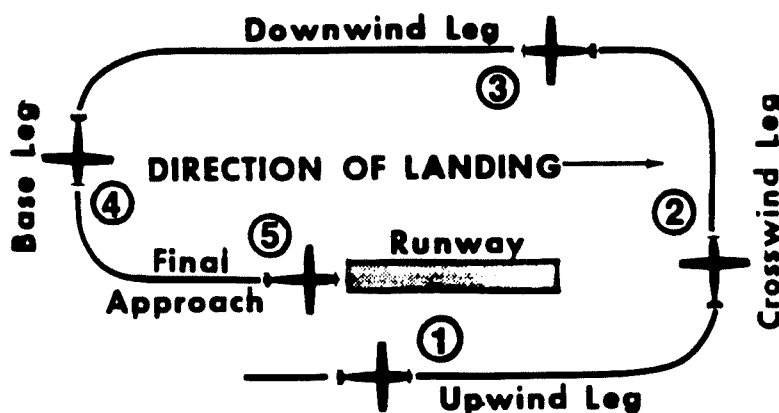 Downwind Leg
③
Base Leg
DIRECTION OF LANDING
Crosswind Leg
②
④
⑤
Runway
Final
Approach
①
Upwind Leg